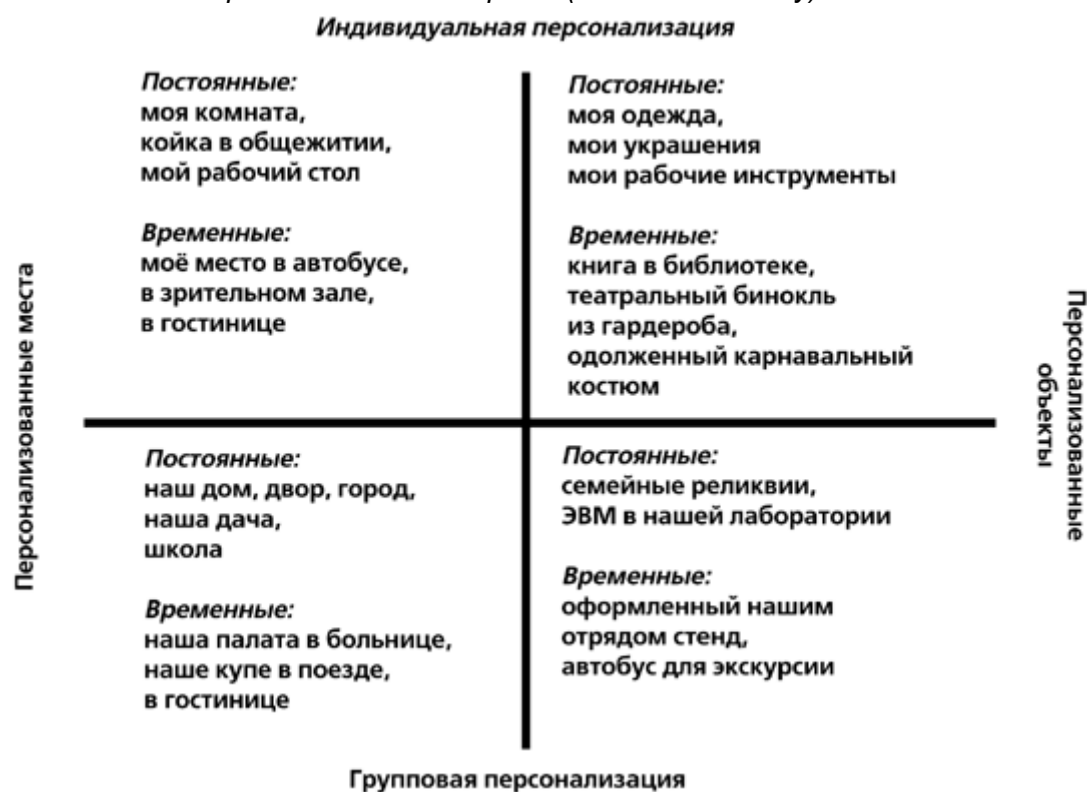 Индивидуальная персонализация
Постоянные:
моя комната,
койка в общежитии,
мой рабочий стол
Временные:
моё место в автобусе,
в зрительном зале,
в гостинице
Постоянные:
моя одежда,
мои украшения
мои рабочие инструменты
Временные:
книга в библиотеке,
театральный бинокль
из гардероба,
одолженный карнавальный
костюм
Персонализованные места
Персонализованные
объекты
Постоянные:
наш дом, двор, город,
наша дача,
школа
Временные:
наша палата в больнице,
наше купе в поезде,
в гостинице
Постоянные:
семейные реликвии,
ЭВМ в нашей лаборатории
Временные:
оформленный нашим
отрядом стенд,
автобус для экскурсии
Групповая персонализация